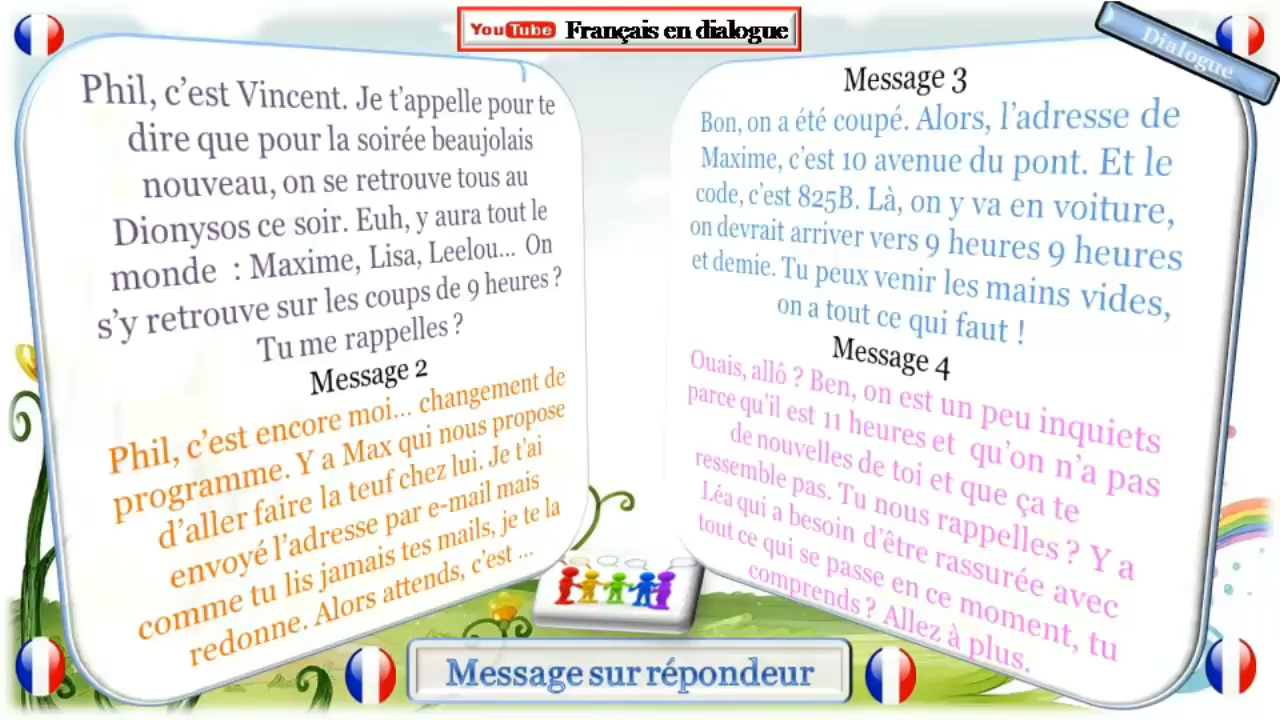 YouTube Français en dialogue
Dialogue
Phil, c’est Vincent. Je t’appelle pour te
dire que pour la soirée beaujolais
nouveau, on se retrouve tous au
Dionysos ce soir. Euh, y aura tout le
monde : Maxime, Lisa, Leelou... On
s’y retrouve sur les coups de 9 heures ?
Tu me rappelles ?
Message 2
Phil, c’est encore moi... changement de
programme. Y a Max qui nous propose
d’aller faire la teuf chez lui. Je t’ai
envoyé l’adresse par e-mail mais
comme tu lis jamais tes mails, je te la
redonne. Alors attends, c’est ...
Message 3
Bon, on a été coupé. Alors, l’adresse de
Maxime, c’est 10 avenue du pont. Et le
code, c’est 825B. Là, on y va en voiture,
on devrait arriver vers 9 heures 9 heures
et demie. Tu peux venir les mains vides,
on a tout ce qui faut !
Message 4
Ouais, allô ? Ben, on est un peu inquiets
parce qu’il est 11 heures et qu’on n’a pas
de nouvelles de toi et que ça te
ressemble pas. Tu nous rappelles ? Y a
Léa qui a besoin d’être rassurée avec
tout ce qui se passe en ce moment, tu
comprends ? Allez à plus.
Message sur répondeur